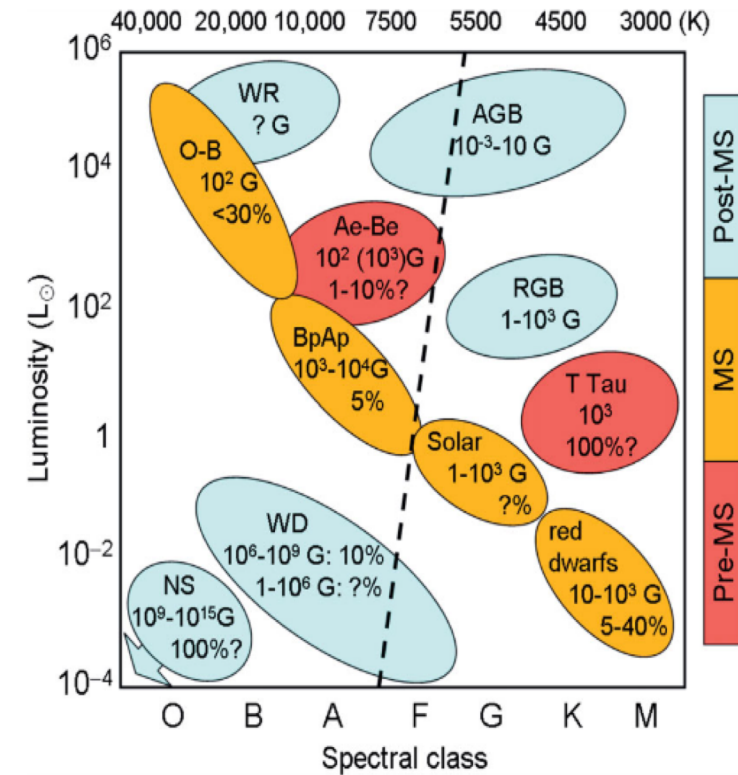 40,000 20,000 10,000 7500 5500 4500 3000 (K)
10⁶
10⁴
10²
1
10⁻²
10⁻⁴
Luminosity (L☉)
WR
? G
O-B
10² G
<30%
AGB
10⁻³-10 G
Ae-Be
10² (10³)G
1-10%?
RGB
1-10³ G
BpAp
10³-10⁴G
5%
T Tau
10³
100%?
Solar
1-10³ G
?%
WD
10⁶-10⁹ G: 10%
1-10⁶ G: ?%
red
dwarfs
10-10³ G
5-40%
NS
10⁹-10¹⁵G
100%?
Post-MS
MS
Pre-MS
O B A F G K M
Spectral class